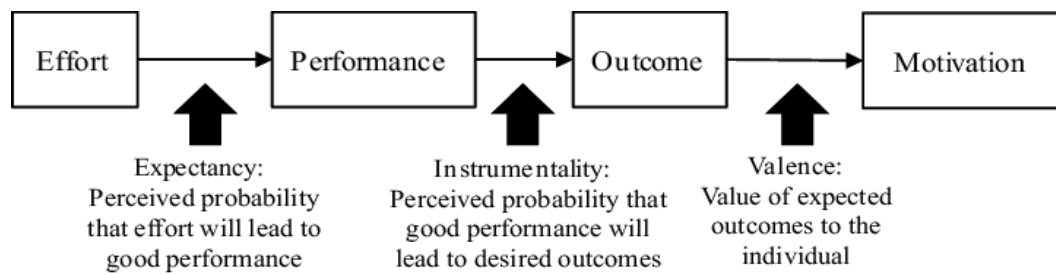 Effort
Performance
Outcome
Motivation
Expectancy:
Perceived probability
that effort will lead to
good performance
Instrumentality:
Perceived probability that
good performance will
lead to desired outcomes
Valence:
Value of expected
outcomes to the
individual